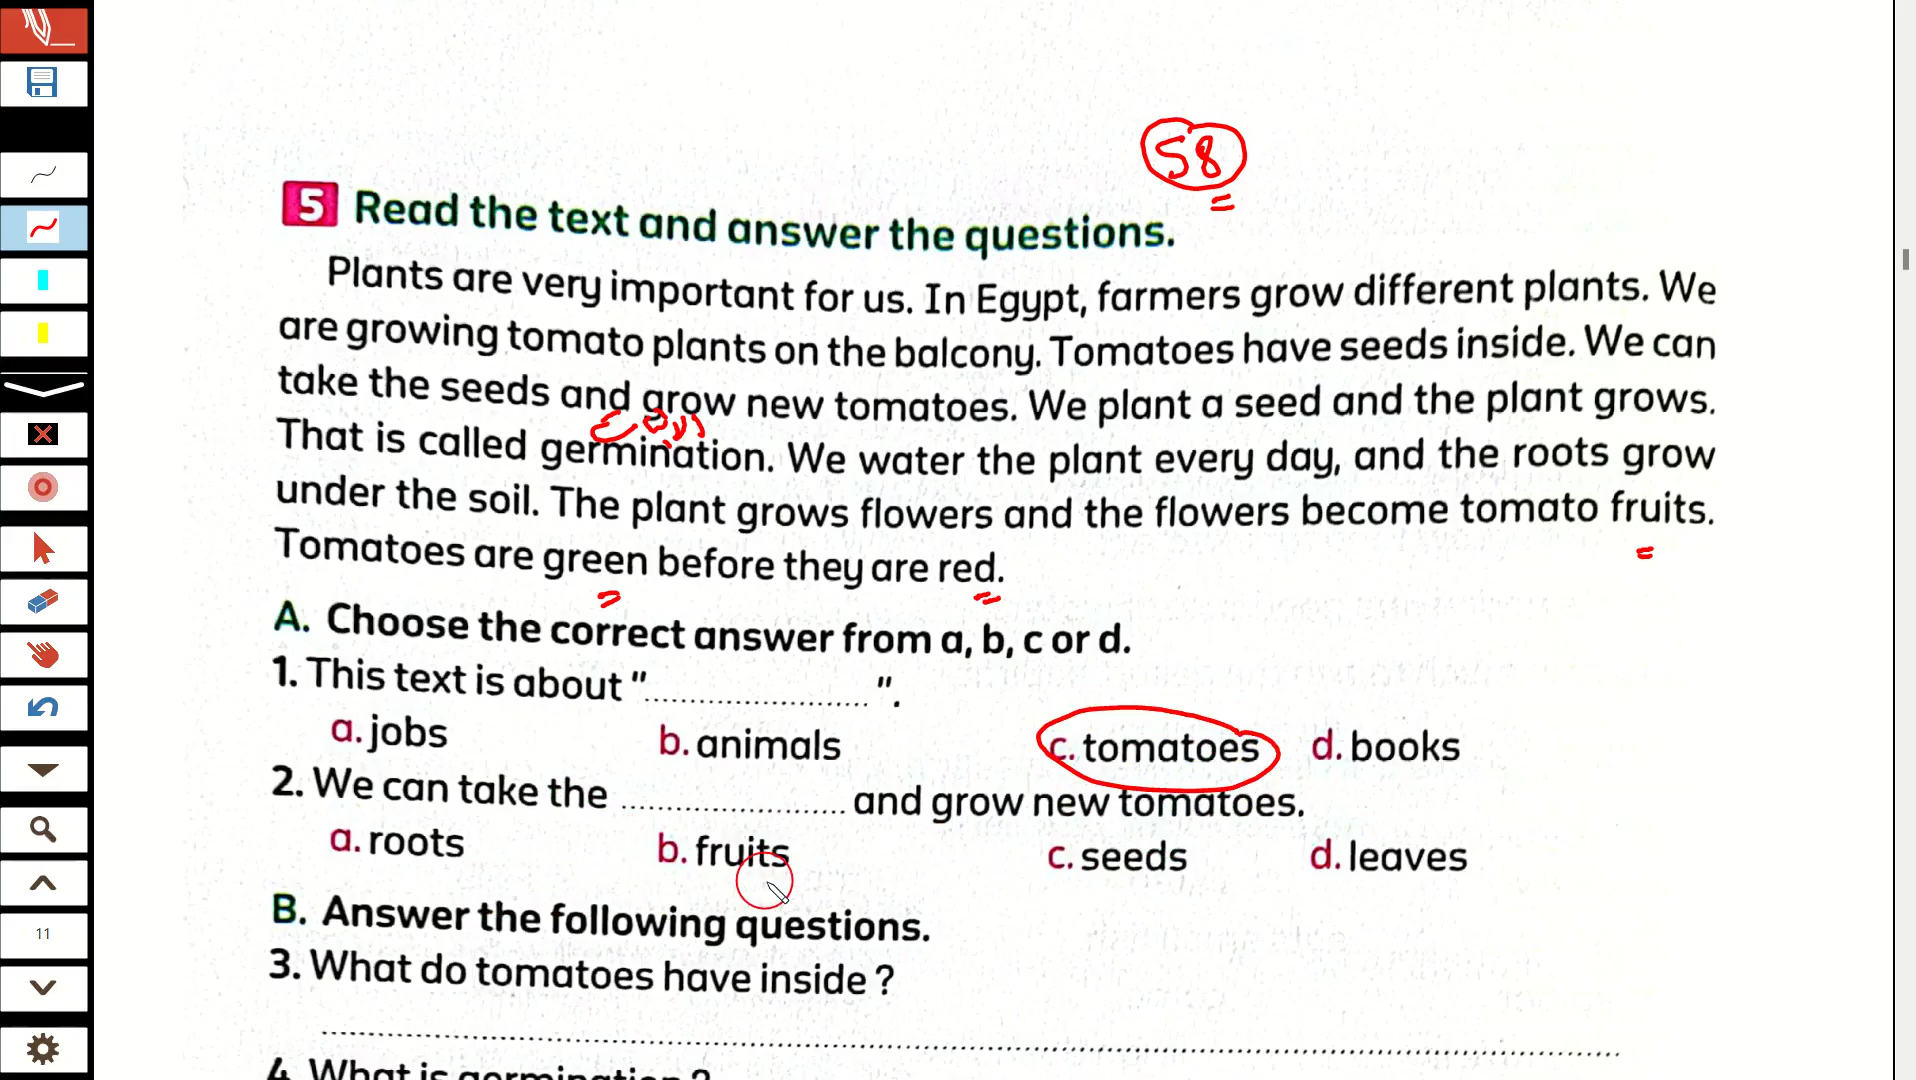 58
5 Read the text and answer the questions.
Plants are very important for us. In Egypt, farmers grow different plants. We
are growing tomato plants on the balcony. Tomatoes have seeds inside. We can
take the seeds and grow new tomatoes. We plant a seed and the plant grows.
That is called germination. We water the plant every day, and the roots grow
under the soil. The plant grows flowers and the flowers become tomato fruits.
Tomatoes are green before they are red.
A. Choose the correct answer from a, b, c or d.
1. This text is about "........................".
a. jobs b. animals c. tomatoes d. books
2. We can take the ........................ and grow new tomatoes.
a. roots b. fruits c. seeds d. leaves
B. Answer the following questions.
3. What do tomatoes have inside ?
4. What is germination ?
11